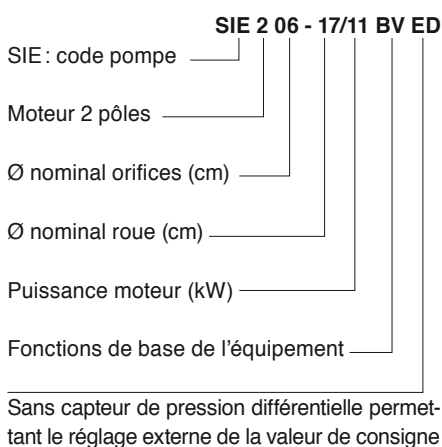 SIE 2 06 - 17/11 BV ED
SIE : code pompe
Moteur 2 pôles
Ø nominal orifices (cm)
Ø nominal roue (cm)
Puissance moteur (kW)
Fonctions de base de l'équipement
Sans capteur de pression différentielle permet-
tant le réglage externe de la valeur de consigne